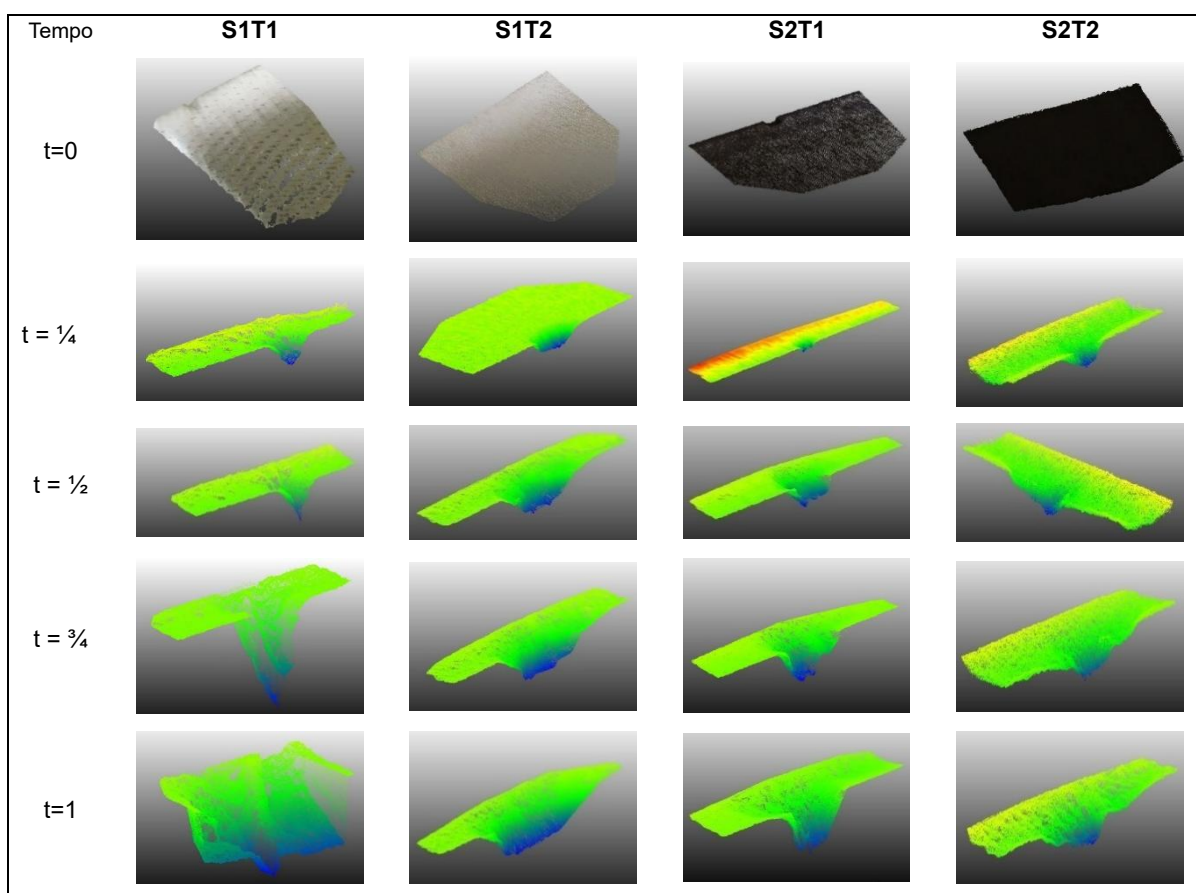 Tempo S1T1 S1T2 S2T1 S2T2
t=0
t = ¼
t = ½
t = ¾
t=1